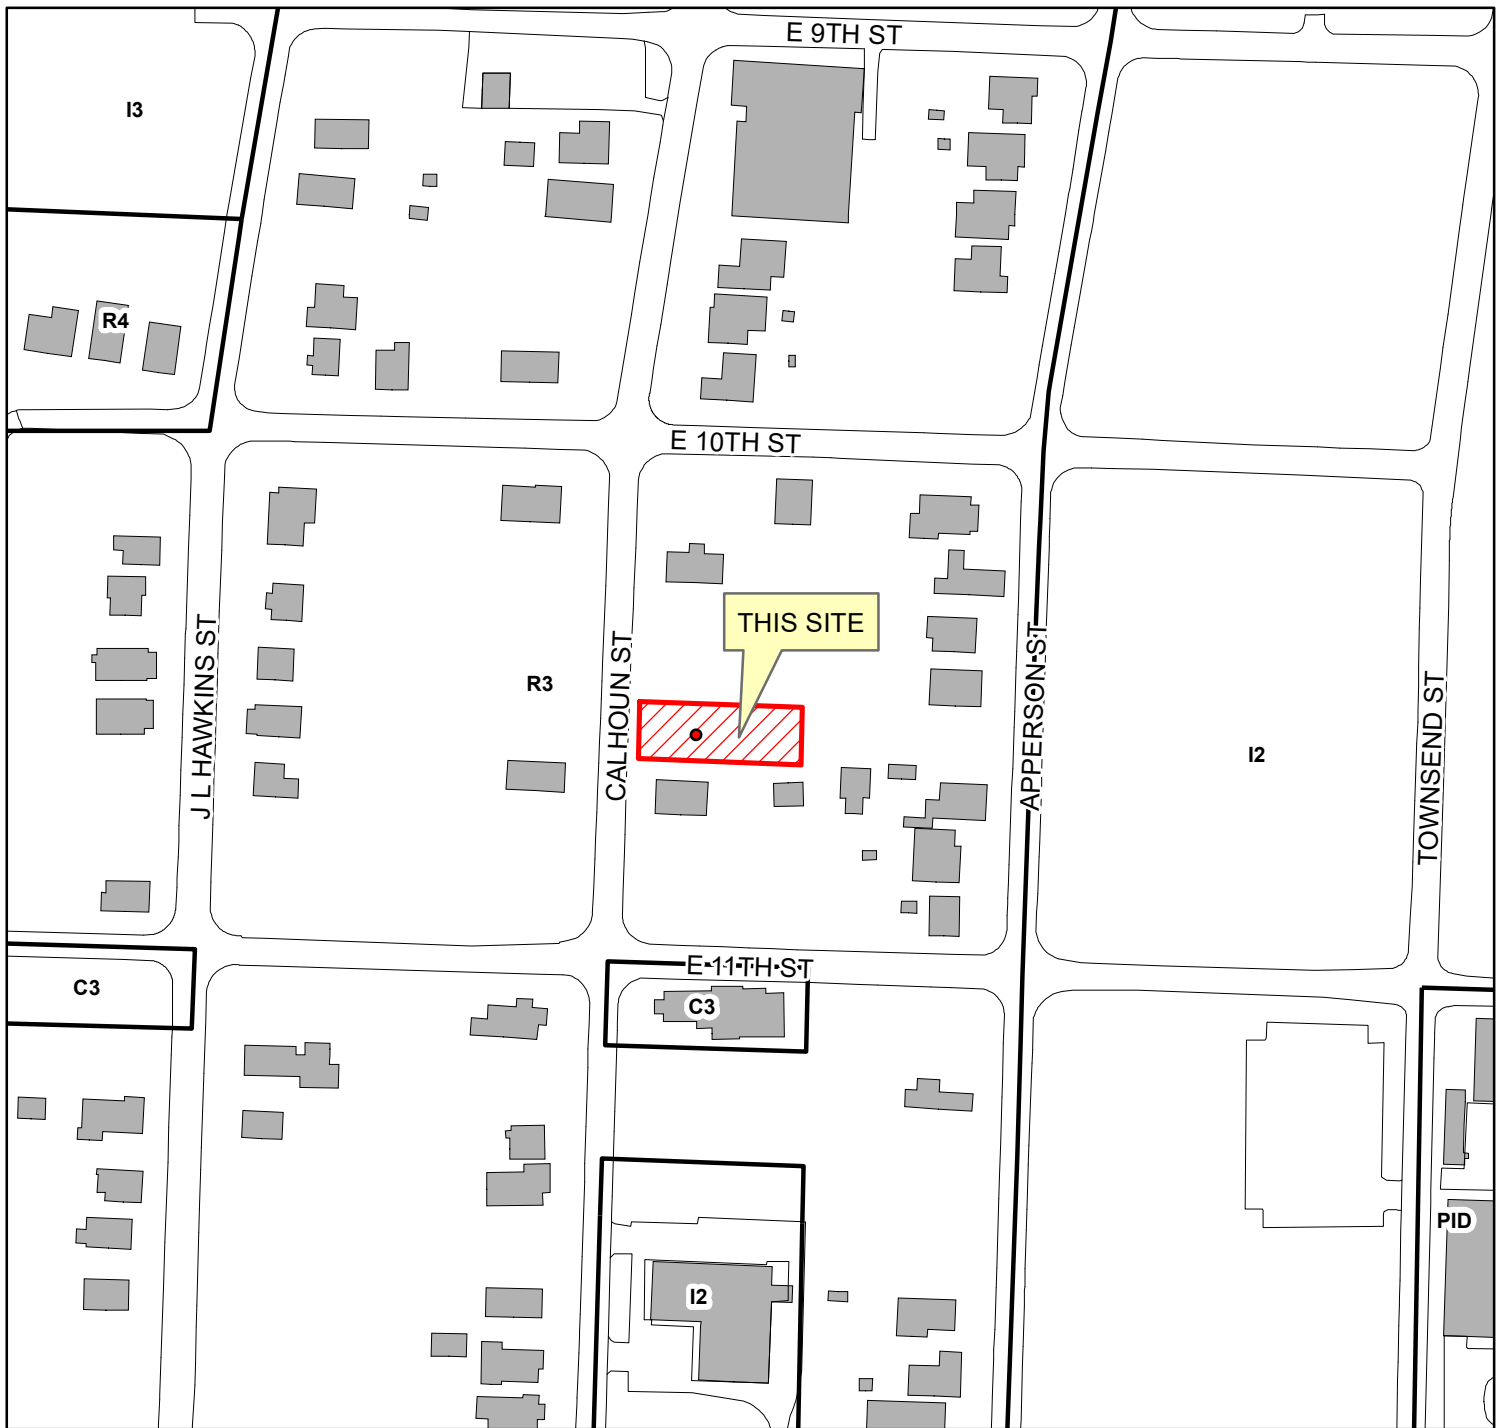 E 9TH ST
I3
R4
E 10TH ST
THIS SITE
J L HAWKINS ST
R3
CALHOUN ST
APPERSON ST
I2
TOWNSEND ST
E 11TH ST
C3
C3
PID
I2